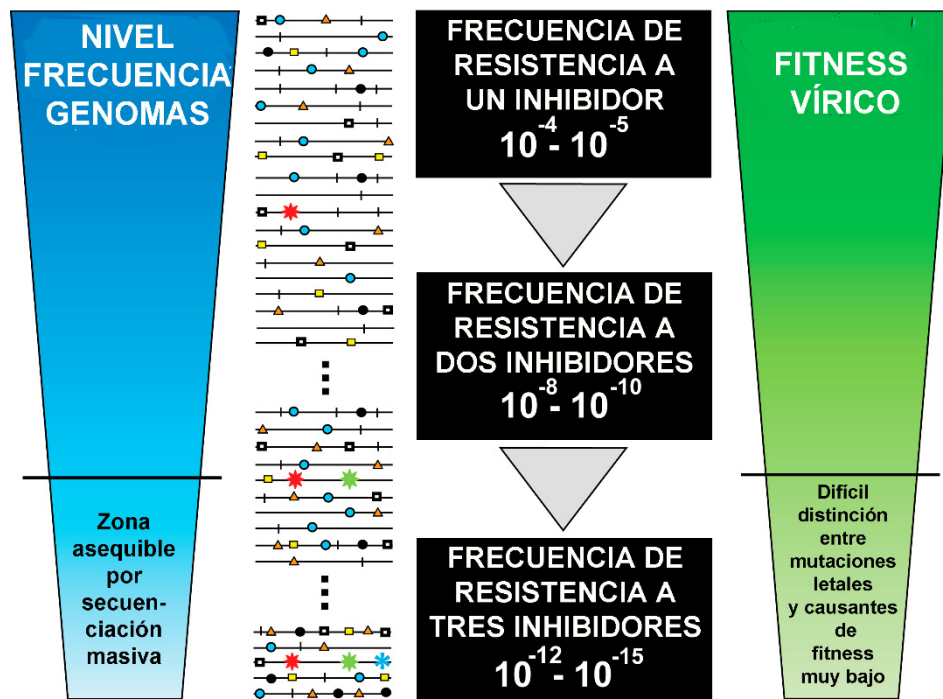 NIVEL
FRECUENCIA
GENOMAS
Zona
asequible
por
secuen-
ciación
masiva
FRECUENCIA DE
RESISTENCIA A
UN INHIBIDOR
10⁻⁴ - 10⁻⁵
FRECUENCIA DE
RESISTENCIA A
DOS INHIBIDORES
10⁻⁸ - 10⁻¹⁰
FRECUENCIA DE
RESISTENCIA A
TRES INHIBIDORES
10⁻¹² - 10⁻¹⁵
FITNESS
VÍRICO
Difícil
distinción
entre
mutaciones
letales
y causantes
de
fitness
muy bajo